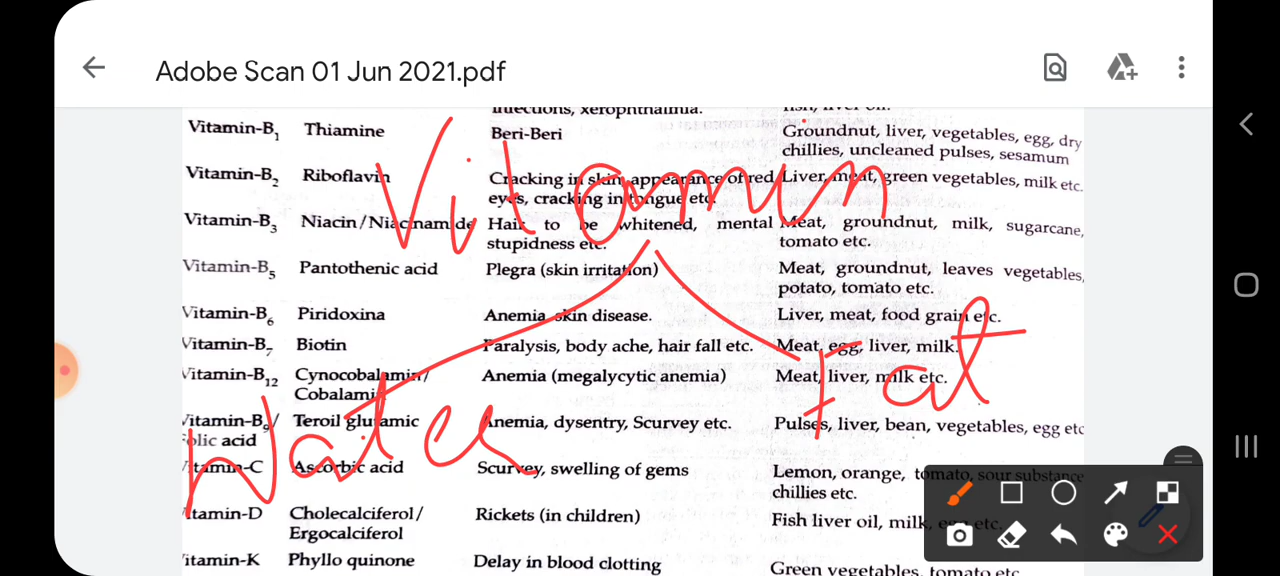 Adobe Scan 01 Jun 2021.pdf
infections, xerophthalmia. fish, liver oil.
Vitamin-B1 Thiamine Beri-Beri Groundnut, liver, vegetables, egg, dry
chillies, uncleamed pulses, sesamum
Vitamin-B2 Riboflavin Cracking in skin, appearance of red Liver, meat, green vegetables, milk etc.
eyes, cracking in tongue etc.
Vitamin-B3 Niacin/Niacinamide Hair to be whitened, mental Meat, groundnut, milk, sugarcane,
stupidness etc. tomato etc.
Vitamin-B5 Pantothenic acid Plegra (skin irritation) Meat, groundnut, leaves vegetables,
potato, tomato etc.
Vitamin-B6 Piridoxina Anemia, skin disease. Liver, meat, food grain etc.
Vitamin-B7 Biotin Paralysis, body ache, hair fall etc. Meat, egg, liver, milk.
Vitamin-B12 Cynocobalamin/ Anemia (megalycytic anemia) Meat, liver, milk etc.
Cobalamin
Vitamin-B9/ Teroil glutamic Anemia, dysentry, Scurvey etc. Pulses, liver, bean, vegetables, egg etc
Folic acid
Vitamin-C Ascorbic acid Scurvey, swelling of gems Lemon, orange, tomato, sour substance
chillies etc.
Vitamin-D Cholecalciferol/ Rickets (in children) Fish liver oil, milk, egg etc.
Ergocalciferol
Vitamin-K Phyllo quinone Delay in blood clotting Green vegetables, tomato etc
Vitamin
Water Fat